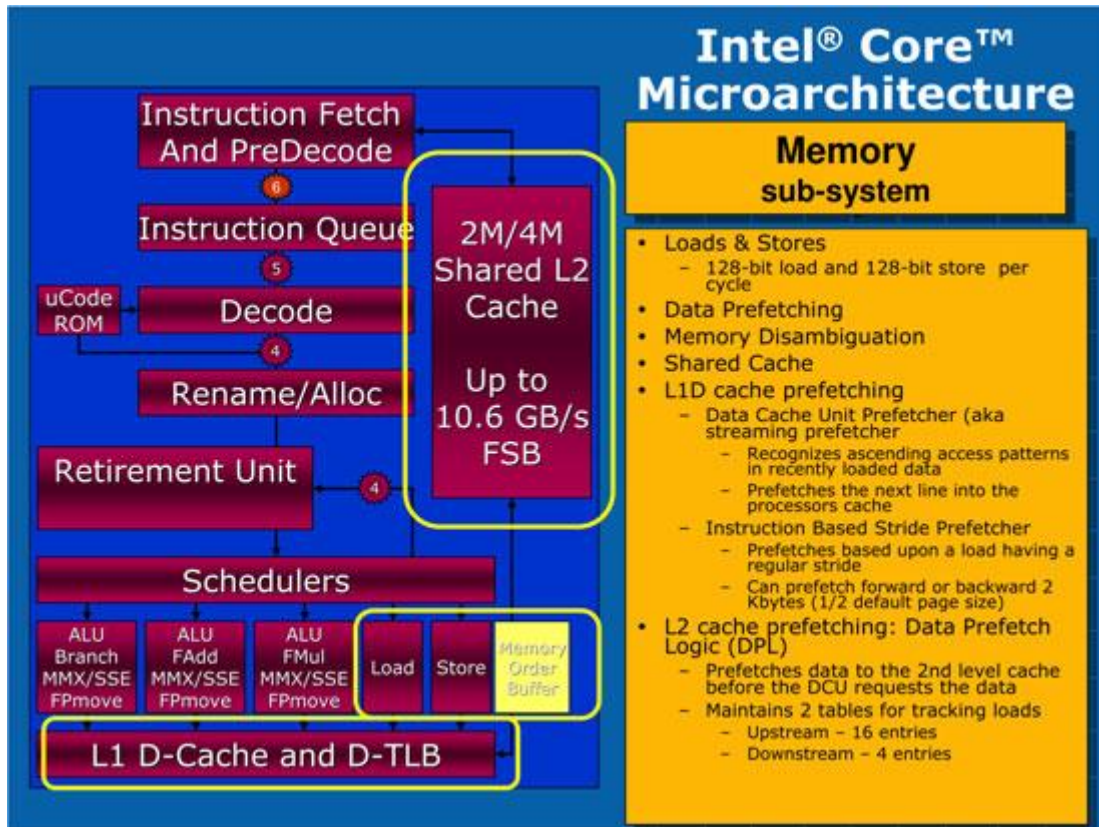 Intel® Core™
Microarchitecture
Instruction Fetch
And PreDecode
6
Instruction Queue
5
uCode
ROM
Decode
4
Rename/Alloc
Retirement Unit
4
Schedulers
ALU
Branch
MMX/SSE
FPmove
ALU
FAdd
MMX/SSE
FPmove
ALU
FMul
MMX/SSE
FPmove
Load
Store
Memory
Order
Buffer
L1 D-Cache and D-TLB
2M/4M
Shared L2
Cache
Up to
10.6 GB/s
FSB
Memory
sub-system
• Loads & Stores
– 128-bit load and 128-bit store per
cycle
• Data Prefetching
• Memory Disambiguation
• Shared Cache
• L1D cache prefetching
– Data Cache Unit Prefetcher (aka
streaming prefetcher
– Recognizes ascending access patterns
in recently loaded data
– Prefetches the next line into the
processors cache
– Instruction Based Stride Prefetcher
– Prefetches based upon a load having a
regular stride
– Can prefetch forward or backward 2
Kbytes (1/2 default page size)
• L2 cache prefetching: Data Prefetch
Logic (DPL)
– Prefetches data to the 2nd level cache
before the DCU requests the data
– Maintains 2 tables for tracking loads
– Upstream – 16 entries
– Downstream – 4 entries